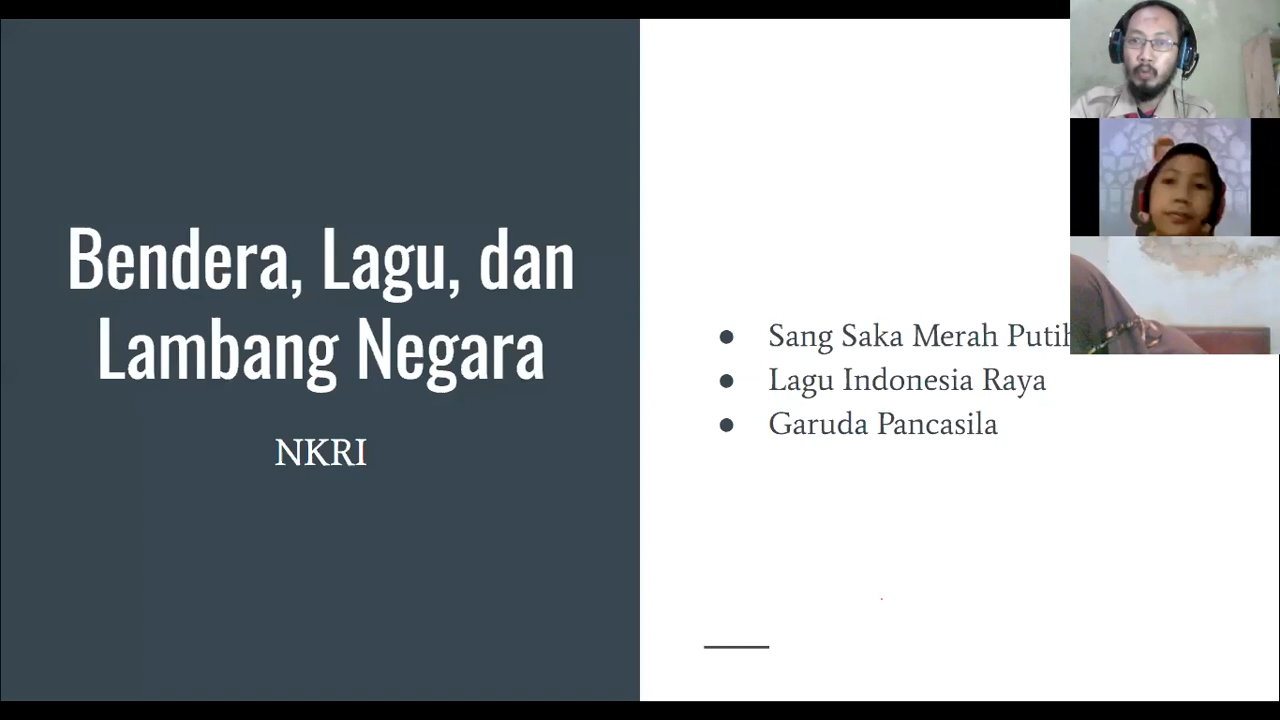 Bendera, Lagu, dan
Lambang Negara
NKRI
● Sang Saka Merah Putih
● Lagu Indonesia Raya
● Garuda Pancasila